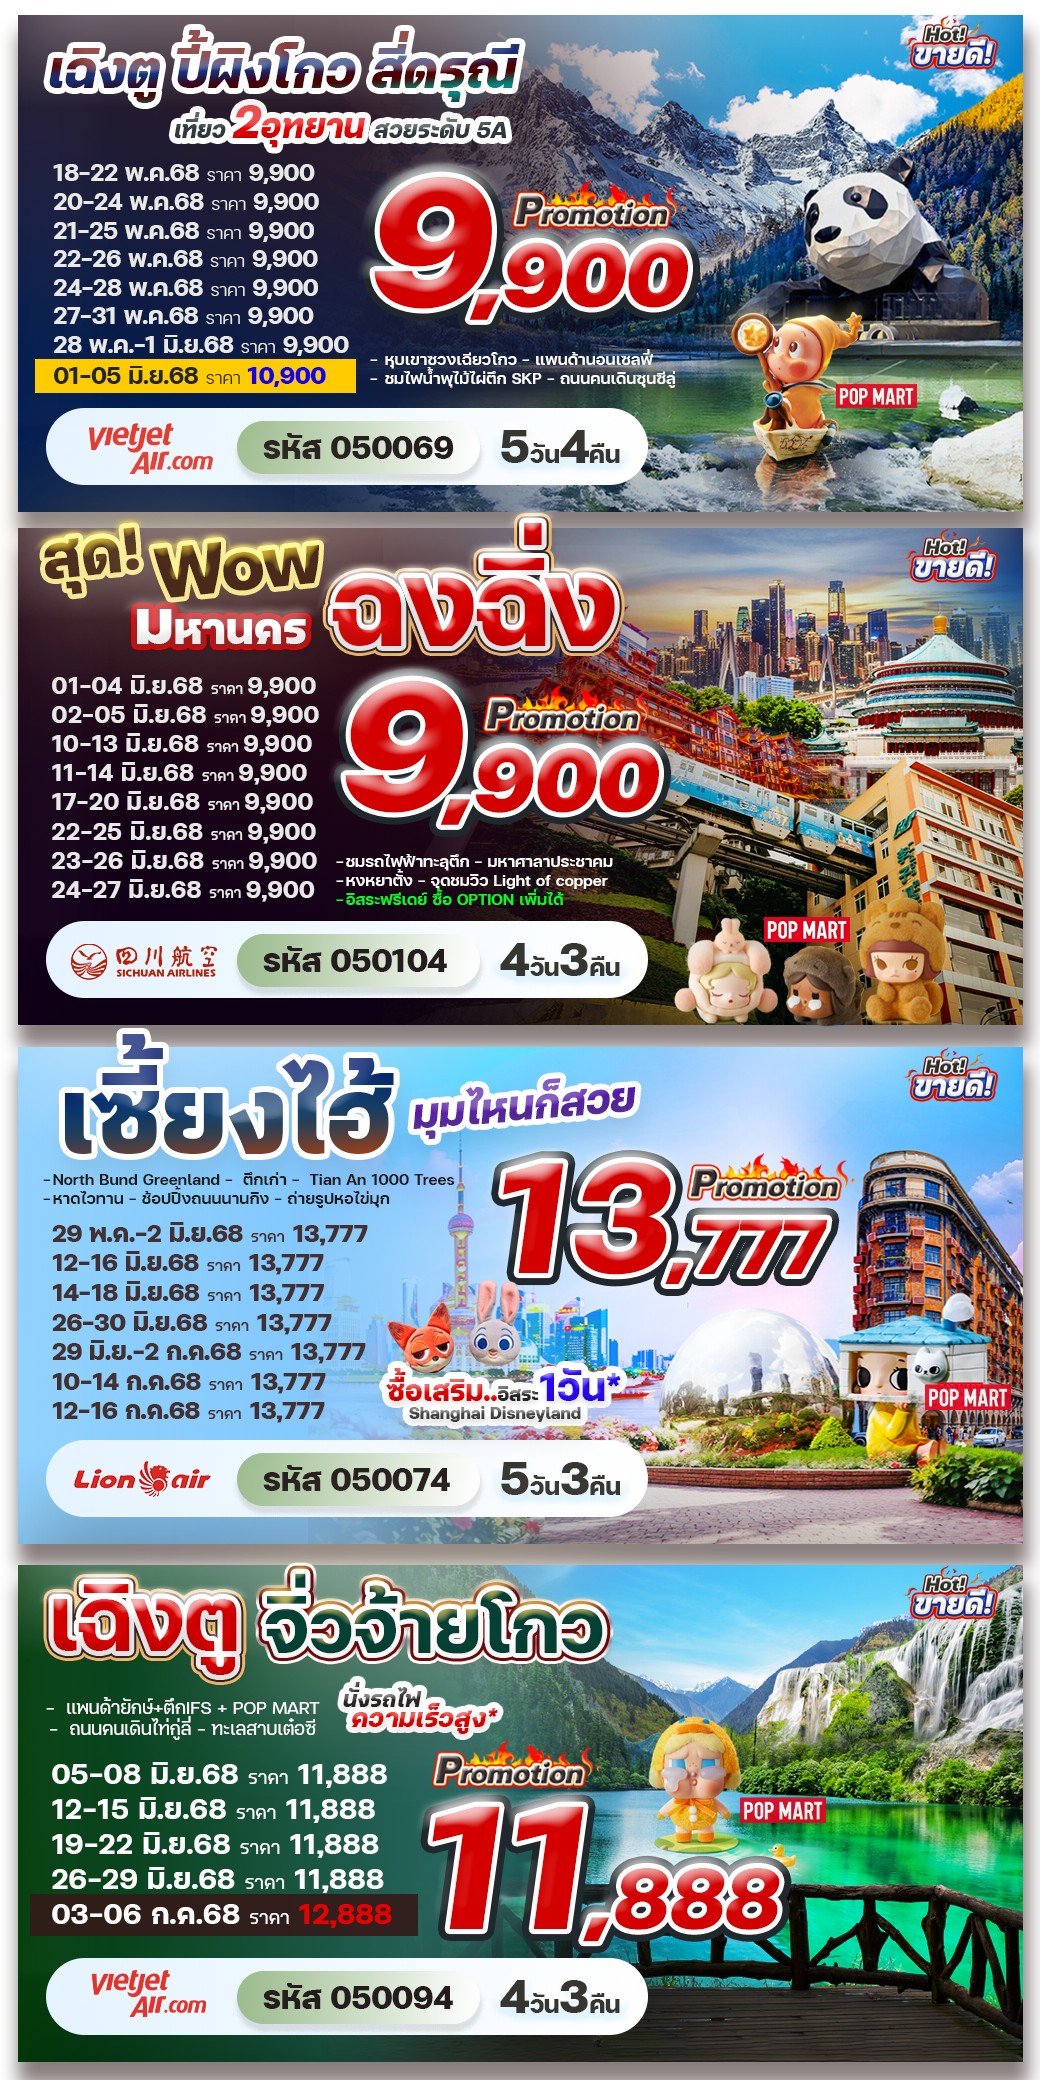 เฉิงตู ปี้ผิงโกว สี่ดรุณี
Hot!
ขายดี!
เที่ยว 2อุทยาน สวยระดับ 5A
18-22 พ.ค.68 ราคา 9,900
20-24 พ.ค.68 ราคา 9,900
21-25 พ.ค.68 ราคา 9,900
22-26 พ.ค.68 ราคา 9,900
24-28 พ.ค.68 ราคา 9,900
27-31 พ.ค.68 ราคา 9,900
28 พ.ค.-1 มิ.ย.68 ราคา 9,900
01-05 มิ.ย.68 ราคา 10,900
Promotion
9,900
- หุบเขาซวงเฉียวโกว - แพนด้านอนเซลฟี่
- ชมไฟน้ำพุไม้ไผ่ตึก SKP - ถนนคนเดินชุนซีลู่
POP MART
vietjet Air.com
รหัส 050069
5วัน4คืน
สุด! Wow
มหานคร ฉงฉิ่ง
Hot!
ขายดี!
01-04 มิ.ย.68 ราคา 9,900
02-05 มิ.ย.68 ราคา 9,900
10-13 มิ.ย.68 ราคา 9,900
11-14 มิ.ย.68 ราคา 9,900
17-20 มิ.ย.68 ราคา 9,900
22-25 มิ.ย.68 ราคา 9,900
23-26 มิ.ย.68 ราคา 9,900
24-27 มิ.ย.68 ราคา 9,900
Promotion
9,900
-ชมรถไฟฟ้าทะลุตึก - มหาศาลาประชาคม
-หงหยาต้ง - จุดชมวิว Light of copper
-อิสระฟรีเดย์ ซื้อ OPTION เพิ่มได้
POP MART
四川航空
SICHUAN AIRLINES
รหัส 050104
4วัน3คืน
เซี้ยงไฮ้ มุมไหนก็สวย
Hot!
ขายดี!
-North Bund Greenland - ตึกเก่า - Tian An 1000 Trees
-หาดไวทาน - ช้อปปิ้งถนนนานกิง - ถ่ายรูปหอไข่มุก
29 พ.ค.-2 มิ.ย.68 ราคา 13,777
12-16 มิ.ย.68 ราคา 13,777
14-18 มิ.ย.68 ราคา 13,777
26-30 มิ.ย.68 ราคา 13,777
29 มิ.ย.-2 ก.ค.68 ราคา 13,777
10-14 ก.ค.68 ราคา 13,777
12-16 ก.ค.68 ราคา 13,777
Promotion
13,777
ซื้อเสริม..อิสระ 1วัน*
Shanghai Disneyland
POP MART
Lion air
รหัส 050074
5วัน3คืน
เฉิงตู จิ่วจ้ายโกว
Hot!
ขายดี!
- แพนด้ายักษ์+ตึกIFS + POP MART
- ถนนคนเดินไท่กู่ลี่ - ทะเลสาบเต๋อซี
นั่งรถไฟ
ความเร็วสูง*
05-08 มิ.ย.68 ราคา 11,888
12-15 มิ.ย.68 ราคา 11,888
19-22 มิ.ย.68 ราคา 11,888
26-29 มิ.ย.68 ราคา 11,888
03-06 ก.ค.68 ราคา 12,888
Promotion
11,888
POP MART
vietjet Air.com
รหัส 050094
4วัน3คืน